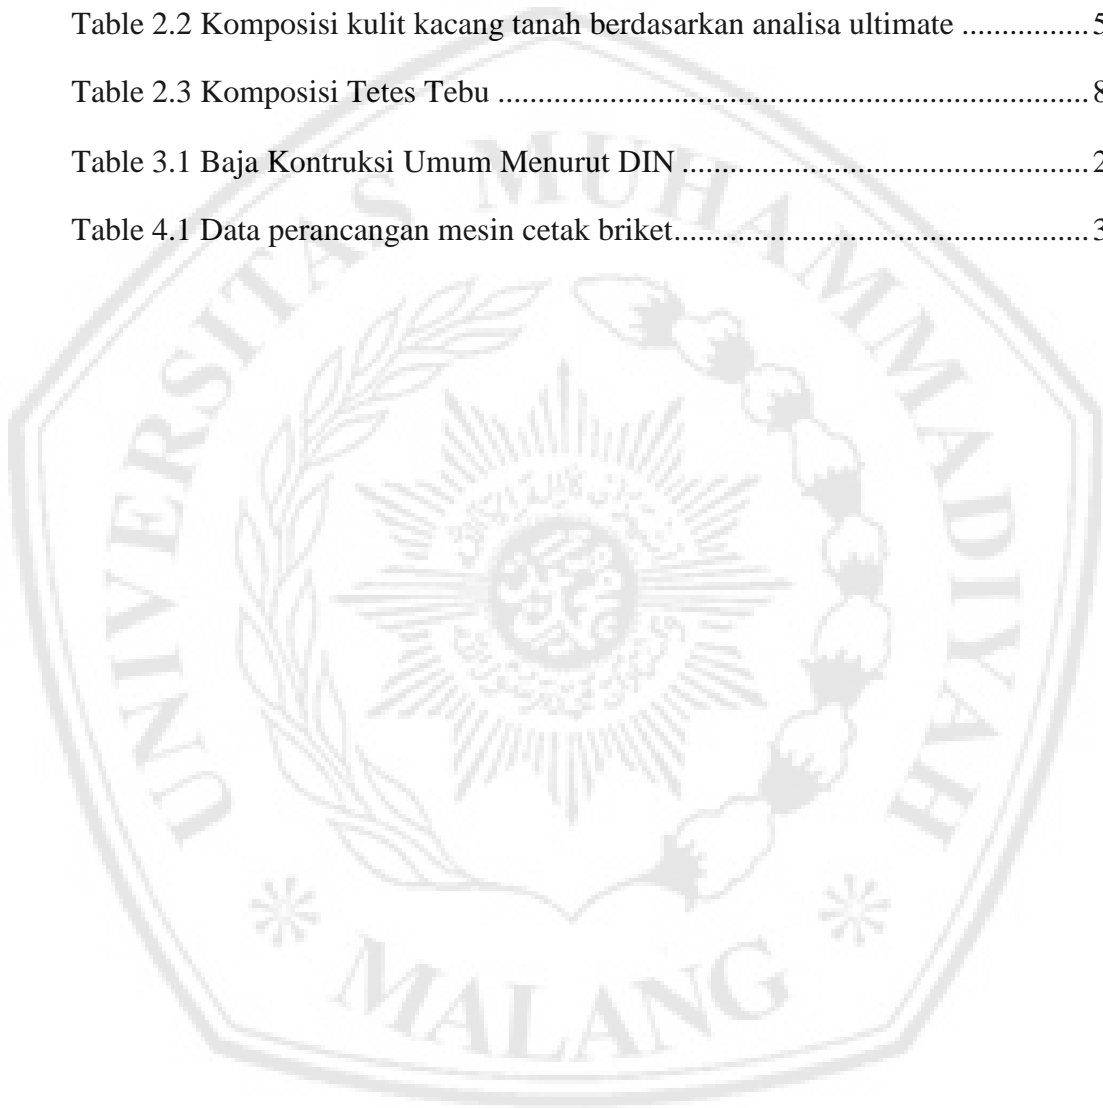 Table 2.2 Komposisi kulit kacang tanah berdasarkan analisa ultimate ................5
Table 2.3 Komposisi Tetes Tebu ..........................................................................8
Table 3.1 Baja Kontruksi Umum Menurut DIN ...................................................2
Table 4.1 Data perancangan mesin cetak briket....................................................3
UNIVERSITAS MUHAMMADIYAH
MALANG